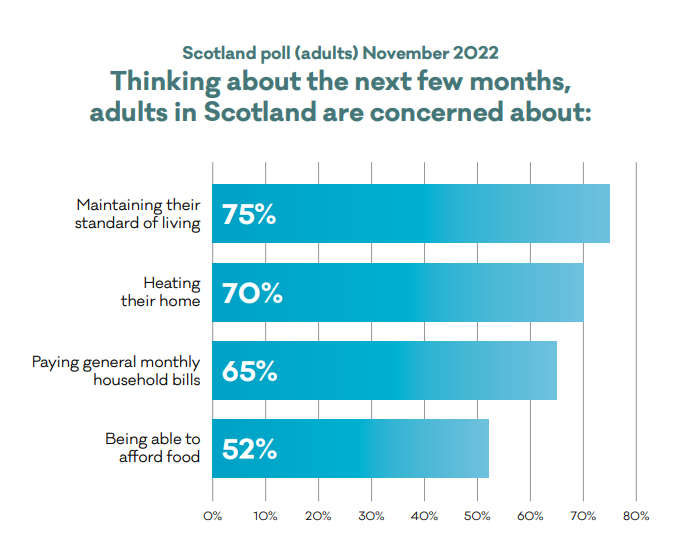 Scotland poll (adults) November 2022
Thinking about the next few months,
adults in Scotland are concerned about:
Maintaining their
standard of living
75%
Heating
their home
70%
Paying general monthly
household bills
65%
Being able to
afford food
52%
0% 10% 20% 30% 40% 50% 60% 70% 80%